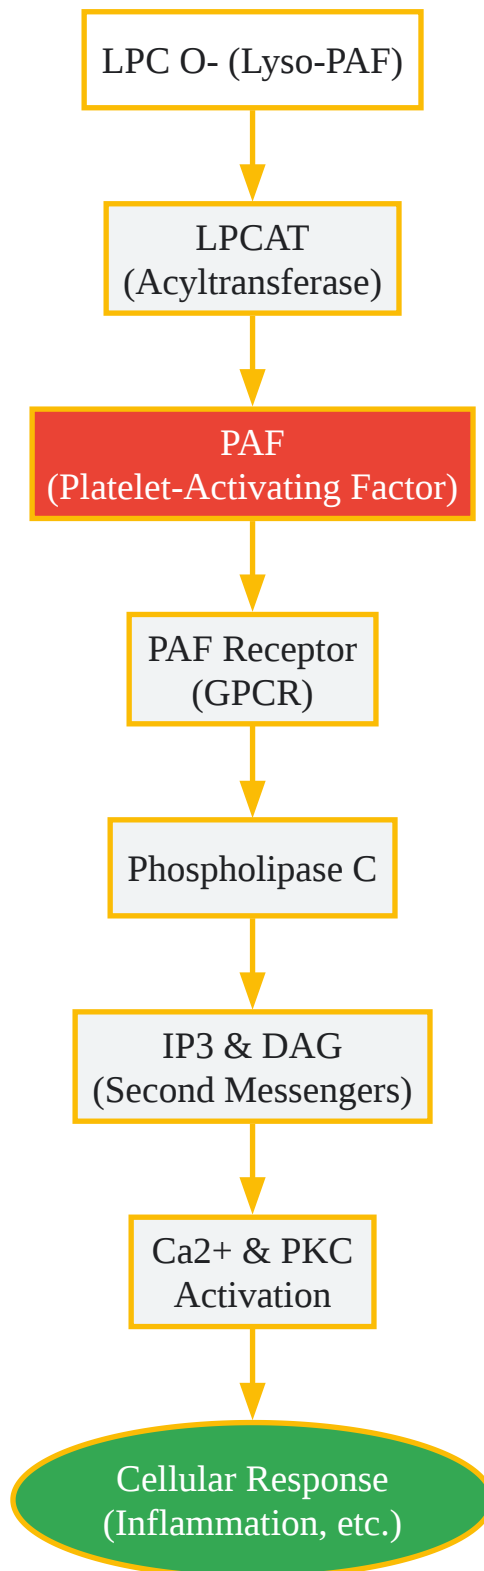 LPC O- (Lyso-PAF)
LPCAT
(Acyltransferase)
PAF
(Platelet-Activating Factor)
PAF Receptor
(GPCR)
Phospholipase C
IP3 & DAG
(Second Messengers)
Ca2+ & PKC
Activation
Cellular Response
(Inflammation, etc.)